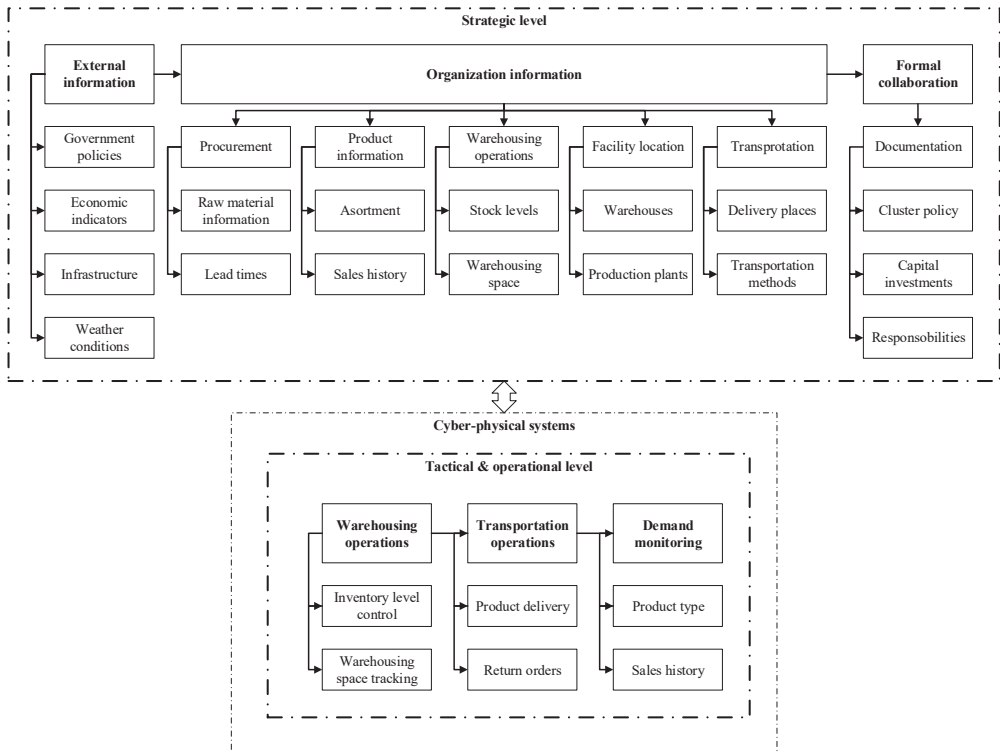 Strategic level
External
information
Organization information
Formal
collaboration
Government
policies
Procurement
Product
information
Warehousing
operations
Facility location
Transprotation
Documentation
Economic
indicators
Raw material
information
Asortment
Stock levels
Warehouses
Delivery places
Cluster policy
Infrastructure
Lead times
Sales history
Warehousing
space
Production plants
Transportation
methods
Capital
investments
Weather
conditions
Responsobilities
Cyber-physical systems
Tactical & operational level
Warehousing
operations
Transportation
operations
Demand
monitoring
Inventory level
control
Product delivery
Product type
Warehousing
space tracking
Return orders
Sales history